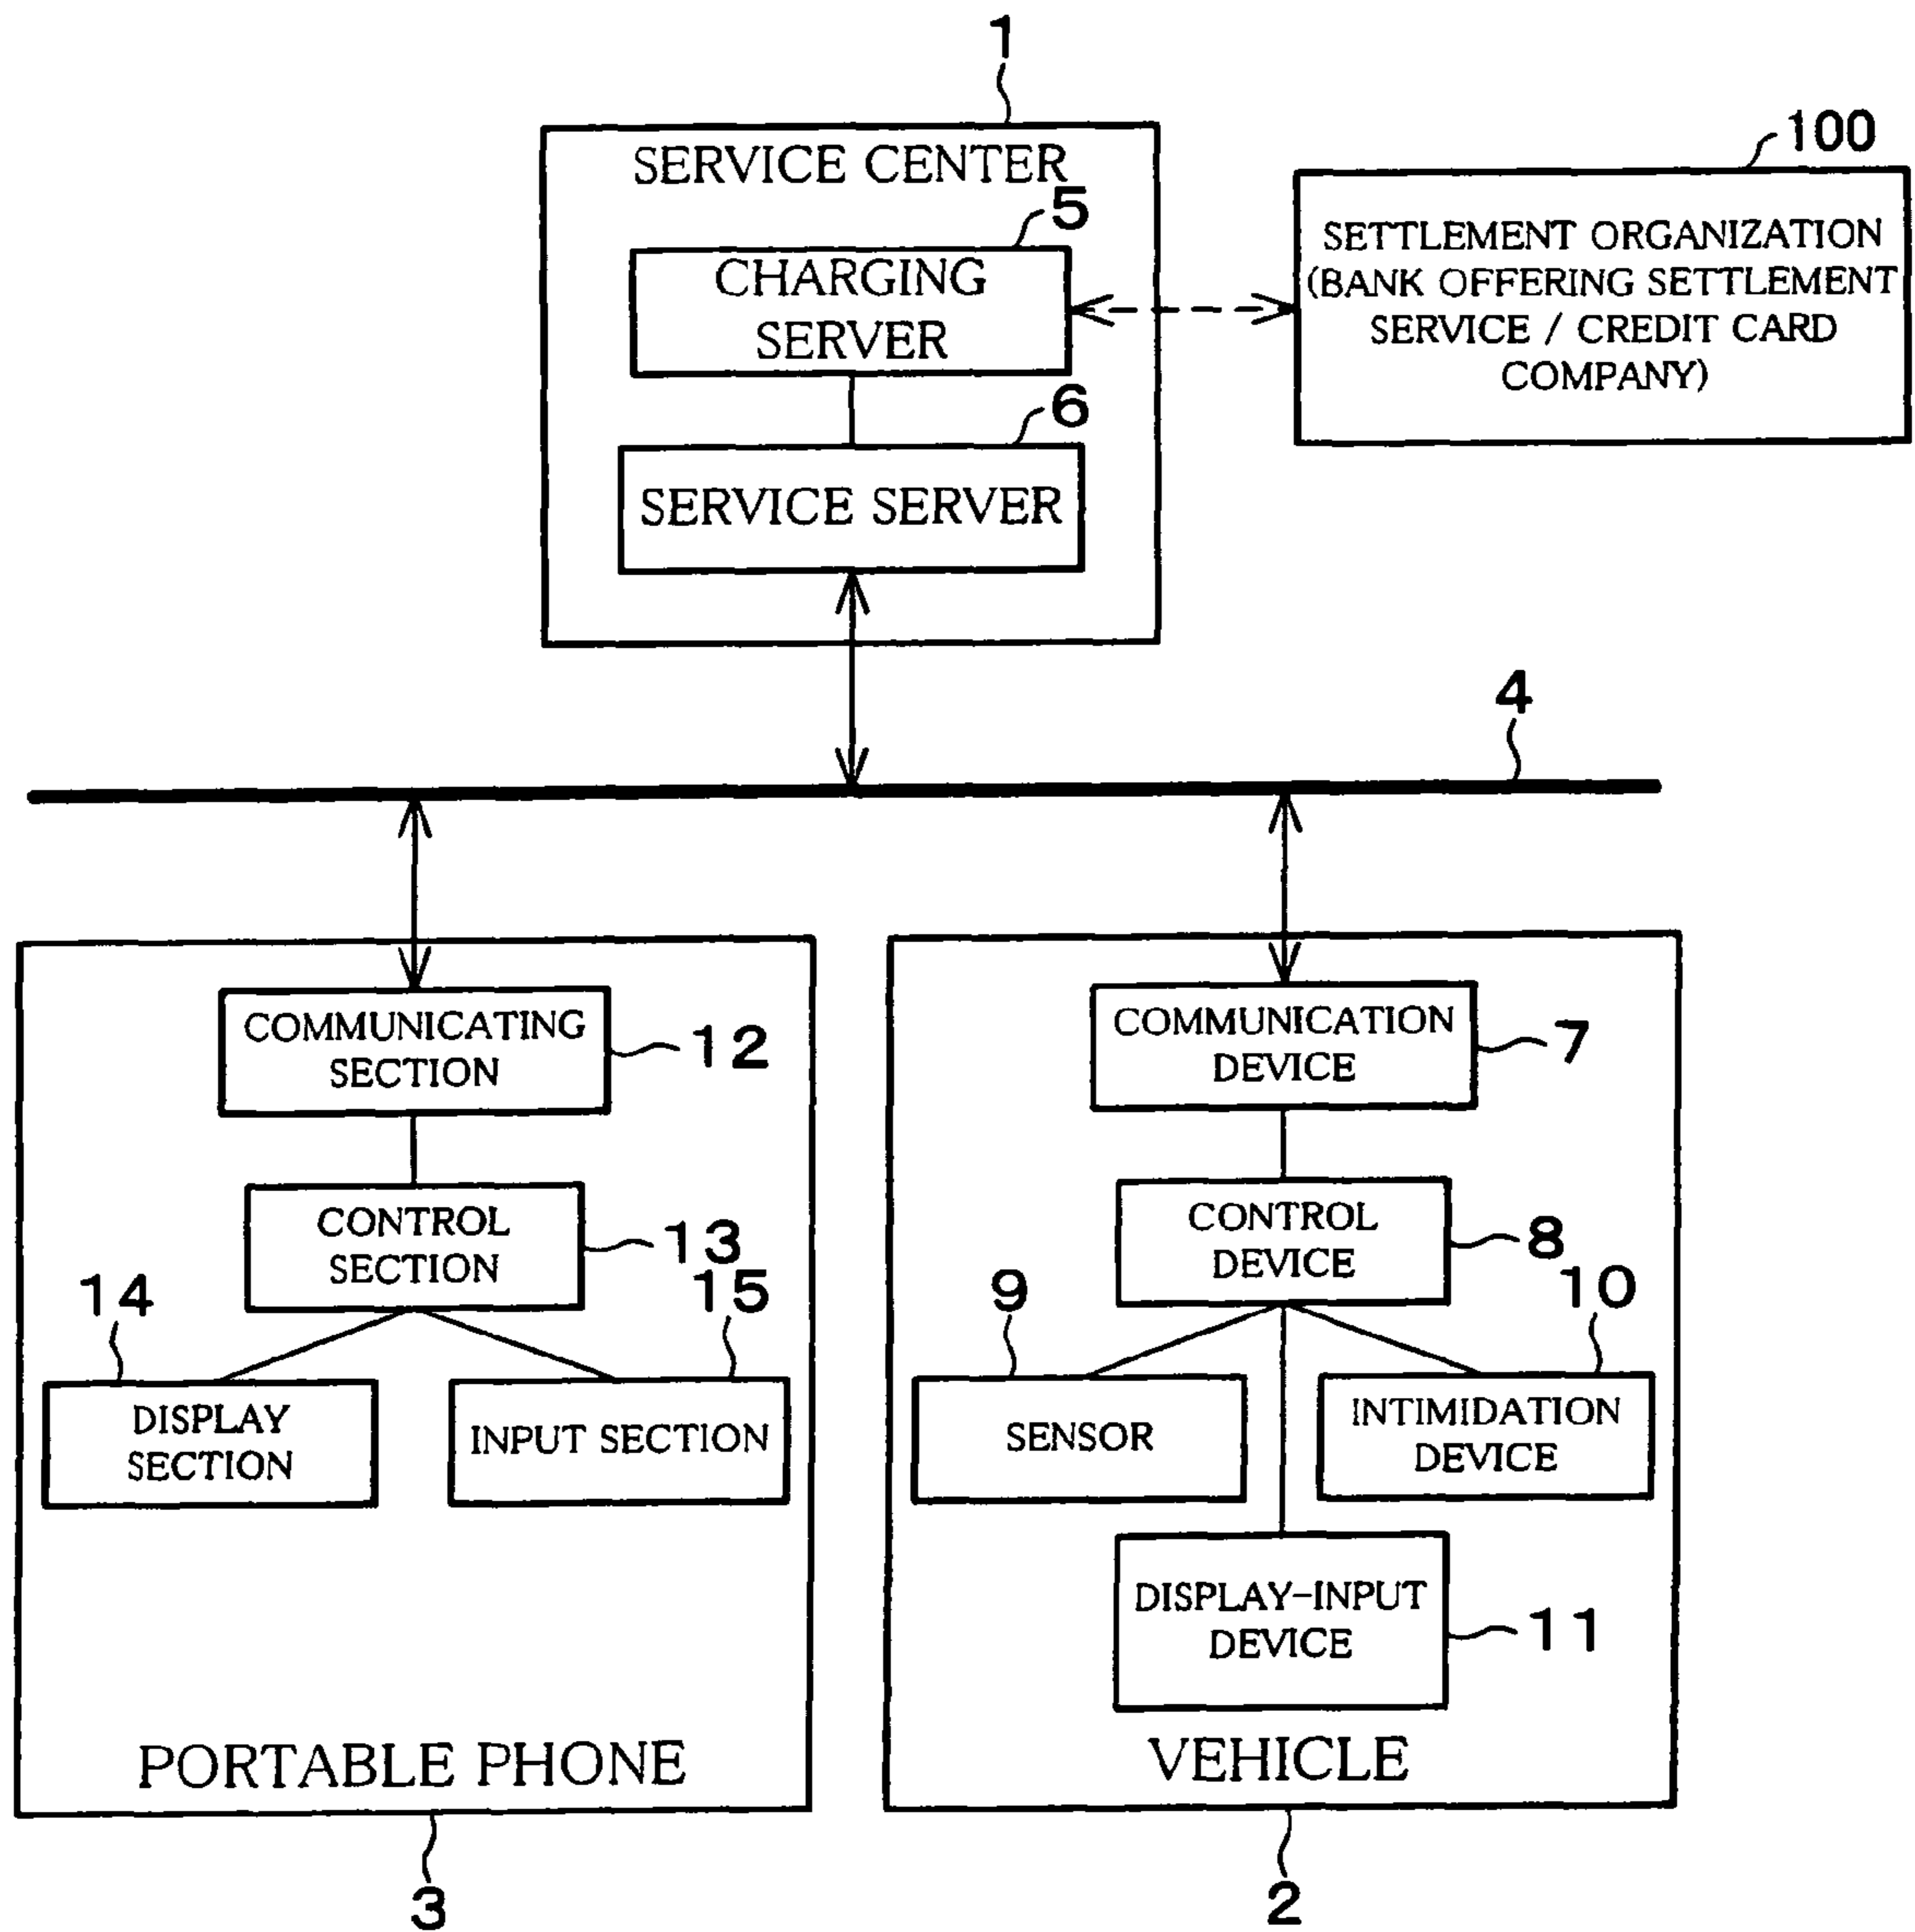 1
SERVICE CENTER
100
5
CHARGING
SERVER
SETTLEMENT ORGANIZATION
(BANK OFFERING SETTLEMENT
SERVICE / CREDIT CARD
COMPANY)
6
SERVICE SERVER
4
COMMUNICATING
SECTION
12
CONTROL
SECTION
13
14
15
DISPLAY
SECTION
INPUT SECTION
PORTABLE PHONE
3
COMMUNICATION
DEVICE
7
CONTROL
DEVICE
8
9
10
SENSOR
INTIMIDATION
DEVICE
DISPLAY-INPUT
DEVICE
11
VEHICLE
2